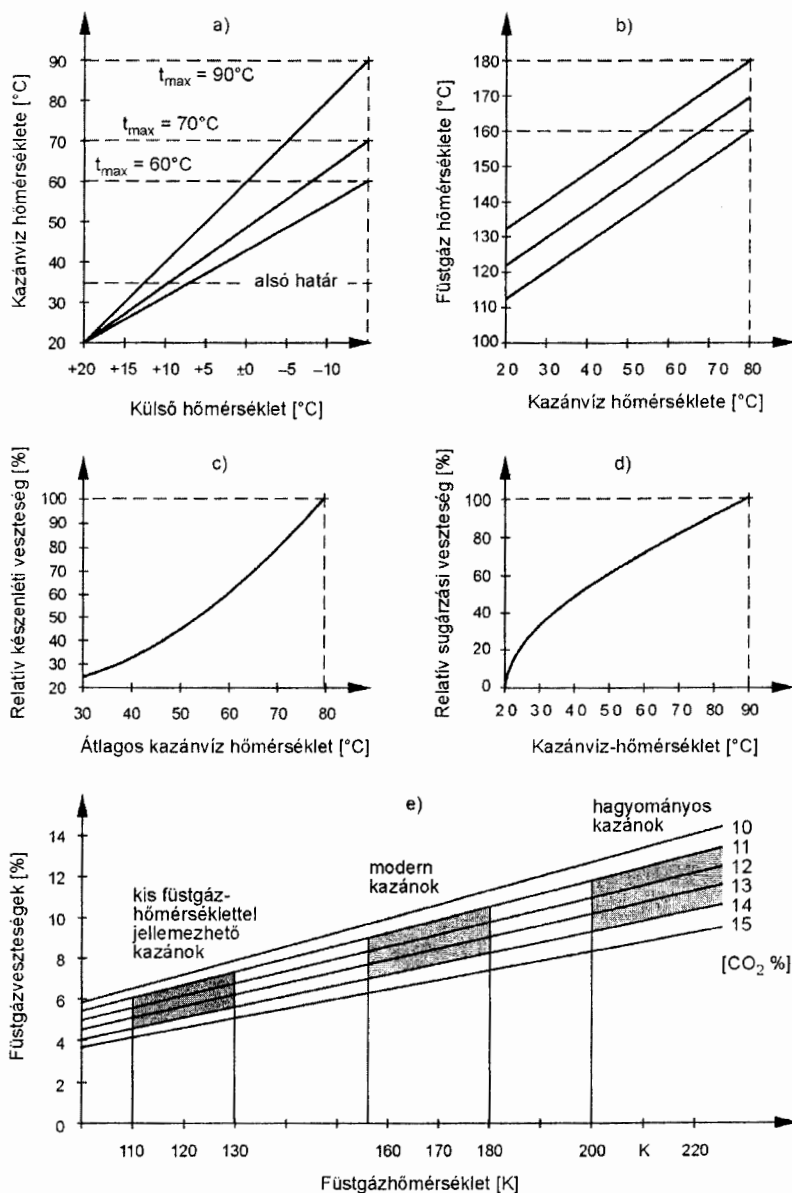 a)
Kazánvíz hőmérséklete [°C]
90
80
70
60
50
40
30
20
t max = 90°C
t max = 70°C
t max = 60°C
alsó határ
+20 +15 +10 +5 ±0 –5 –10
Külső hőmérséklet [°C]
b)
Füstgáz hőmérséklete [°C]
180
170
160
150
140
130
120
110
100
20 30 40 50 60 70 80
Kazánvíz hőmérséklete [°C]
c)
Relatív készenléti veszteség [%]
100
90
80
70
60
50
40
30
20
30 40 50 60 70 80
Átlagos kazánvíz hőmérséklet [°C]
d)
Relatív sugárzási veszteség [%]
100
80
60
40
20
0
20 30 40 50 60 70 80 90
Kazánvíz-hőmérséklet [°C]
e)
Füstgázveszteségek [%]
14
12
10
8
6
4
2
0
kis füstgáz-
hőmérséklettel
jellemezhető
kazánok
modern
kazánok
hagyományos
kazánok
10
11
12
13
14
15
[CO2 %]
110 120 130 160 170 180 200 K 220
Füstgázhőmérséklet [K]